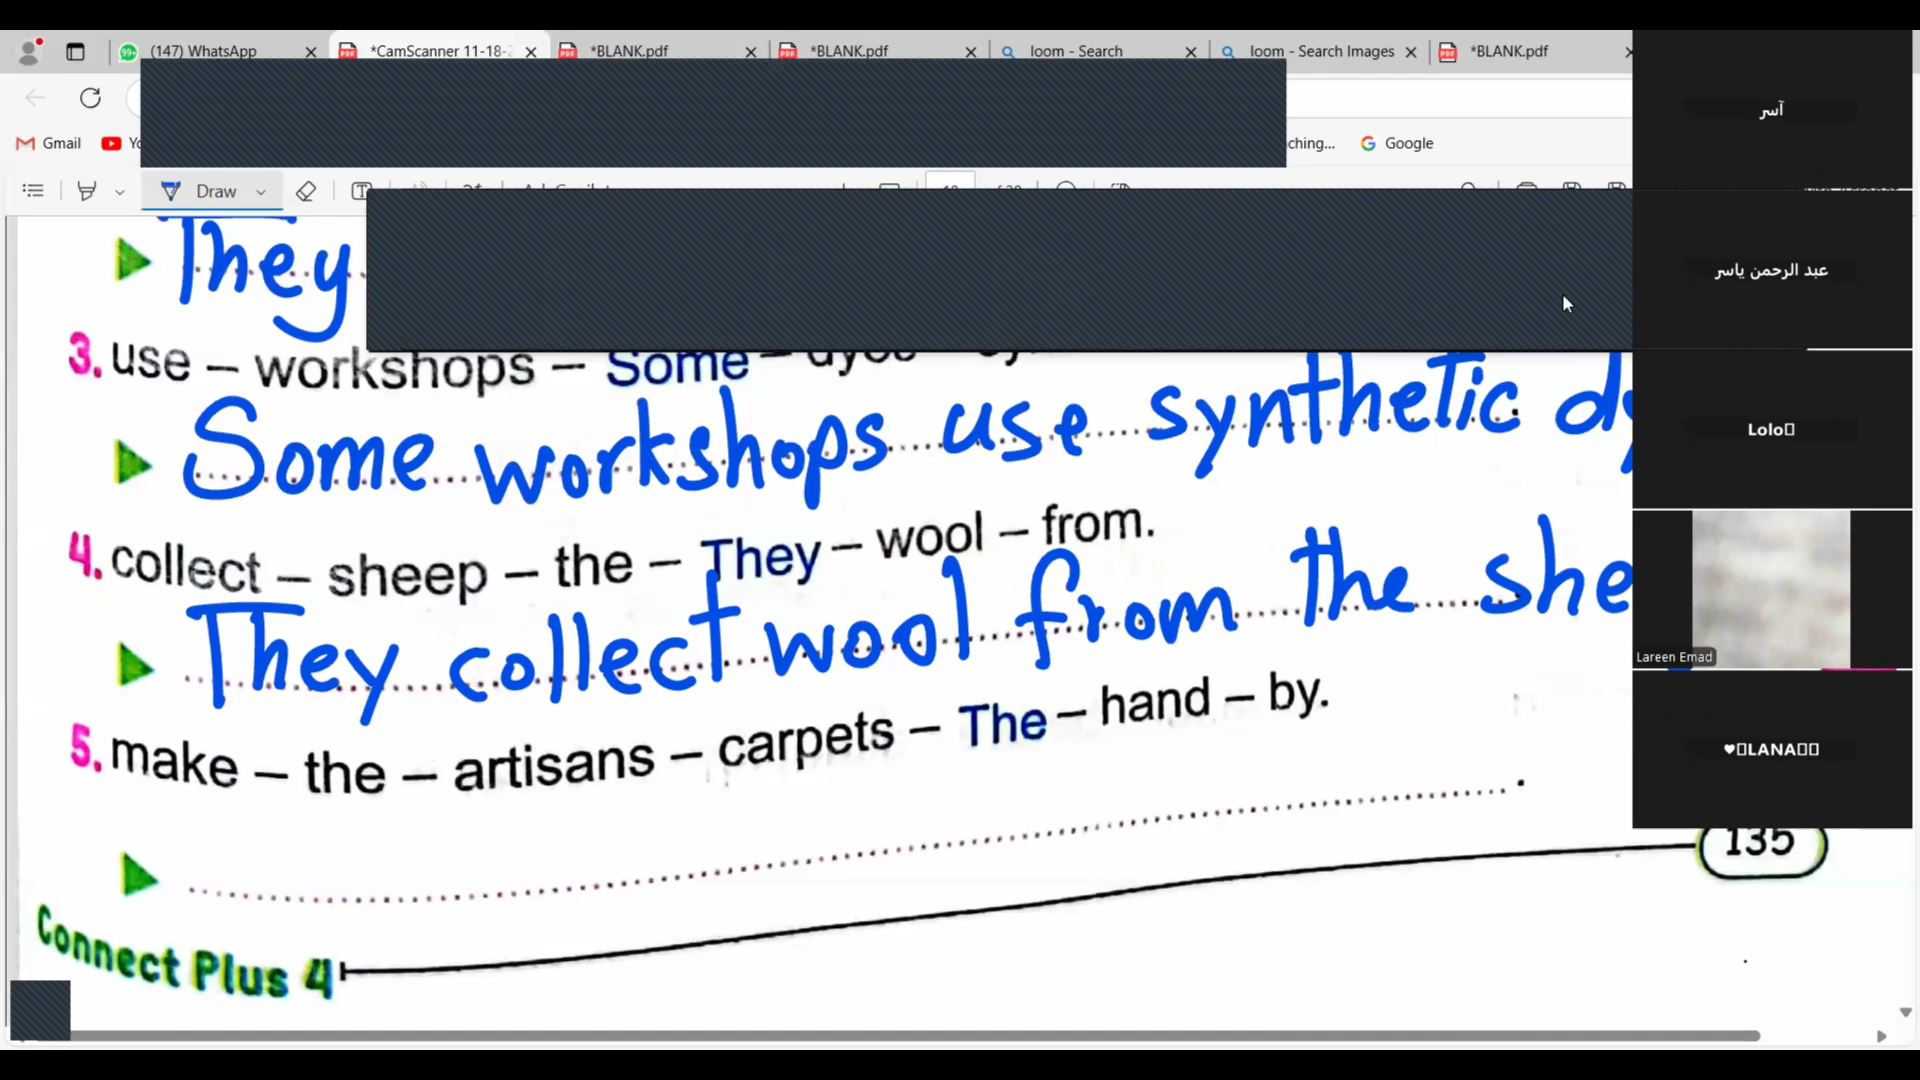 (147) WhatsApp
*CamScanner 11-18-2
*BLANK.pdf
*BLANK.pdf
loom - Search
loom - Search Images
*BLANK.pdf
Gmail
ching...
Google
Draw
They
3. use – workshops – Some –
Some workshops use synthetic
4. collect – sheep – the – They – wool – from.
They collect wool from the
5. make – the – artisans – carpets – The – hand – by.
135
Connect Plus 4
آسر
عبد الرحمن ياسر
Lolo
Lareen Emad
♥LANA